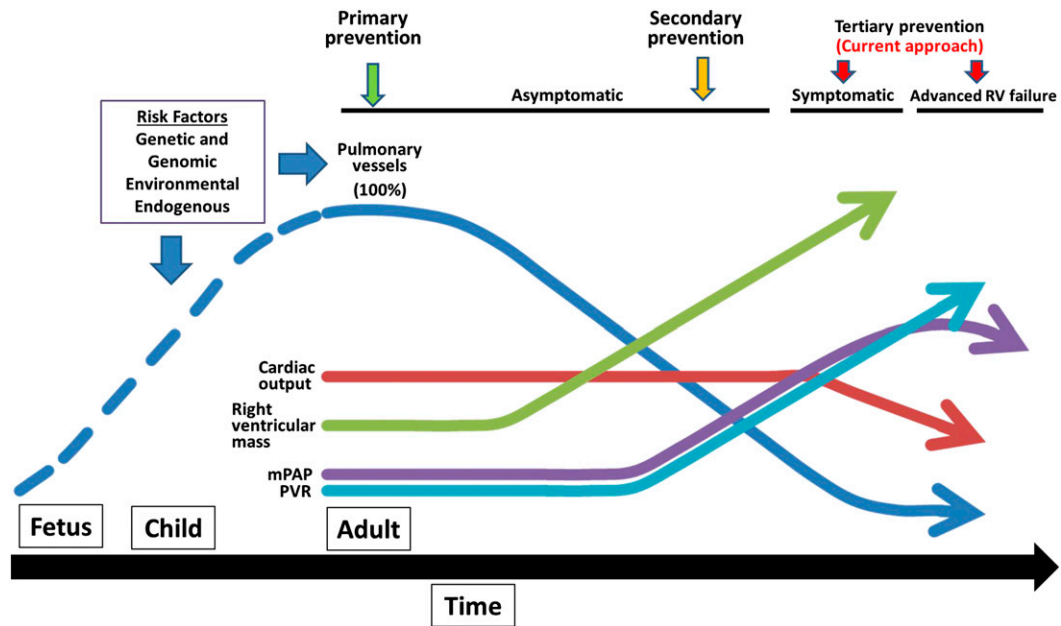 Primary
prevention
Secondary
prevention
Tertiary prevention
(Current approach)
Asymptomatic
Symptomatic
Advanced RV failure
Risk Factors
Genetic and
Genomic
Environmental
Endogenous
Pulmonary
vessels
(100%)
Cardiac
output
Right
ventricular
mass
mPAP
PVR
Fetus
Child
Adult
Time